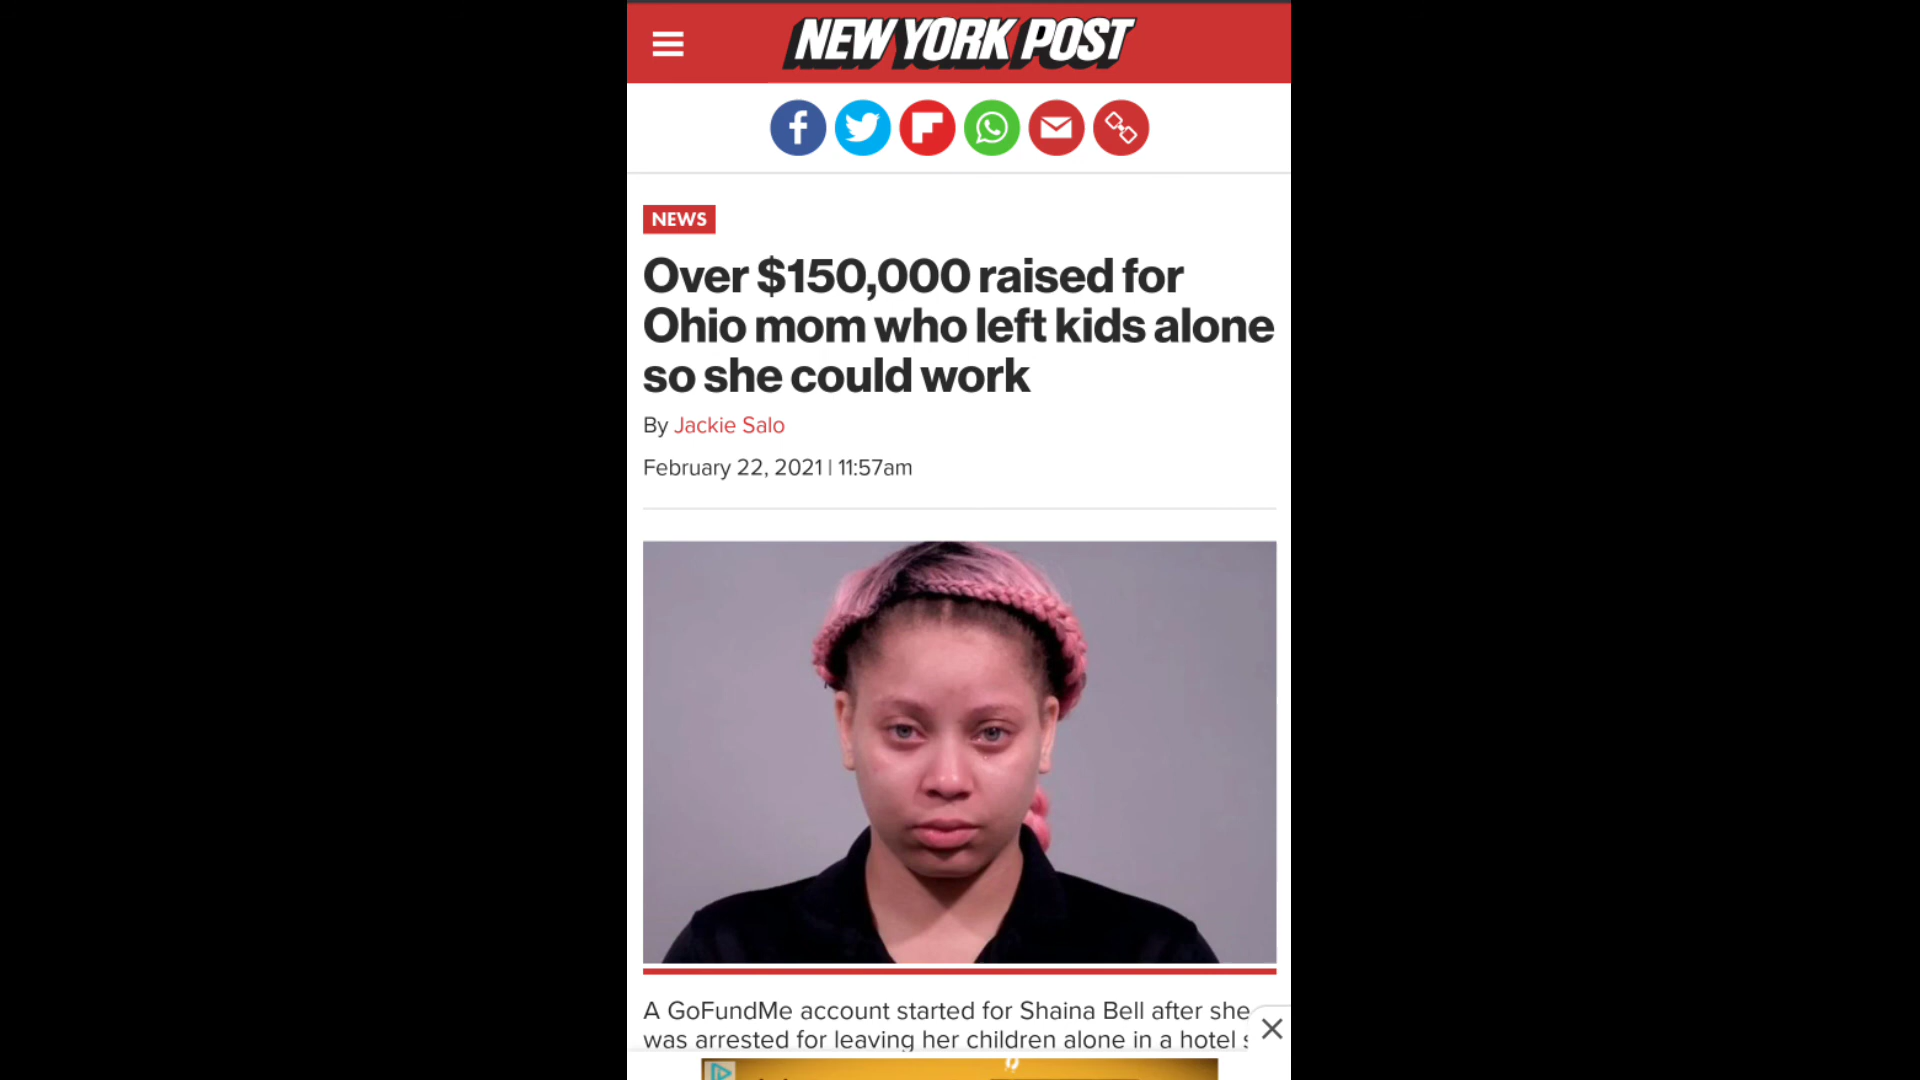 NEW YORK POST
NEWS
Over $150,000 raised for
Ohio mom who left kids alone
so she could work
By Jackie Salo
February 22, 2021 | 11:57am
A GoFundMe account started for Shaina Bell after she
was arrested for leaving her children alone in a hotel